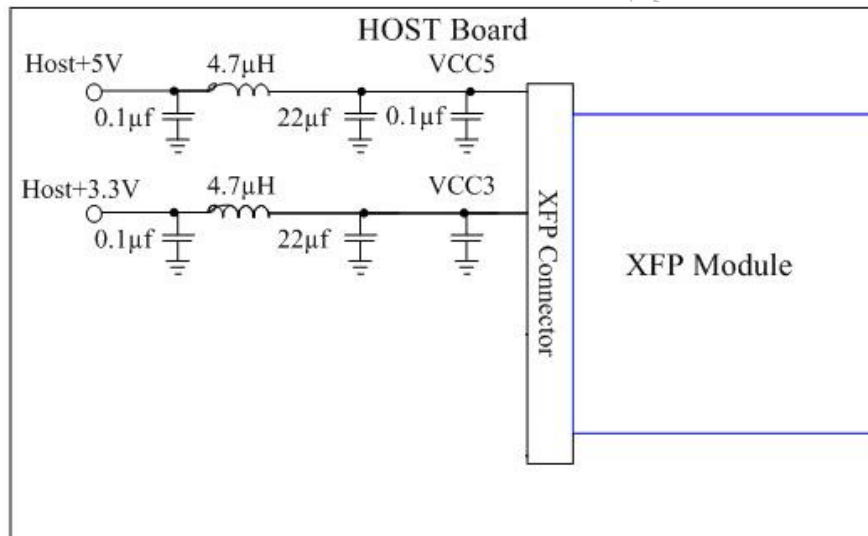 HOST Board
Host+5V
4.7µH
VCC5
0.1µf
22µf
0.1µf
Host+3.3V
4.7µH
VCC3
0.1µf
22µf
XFP Connector
XFP Module